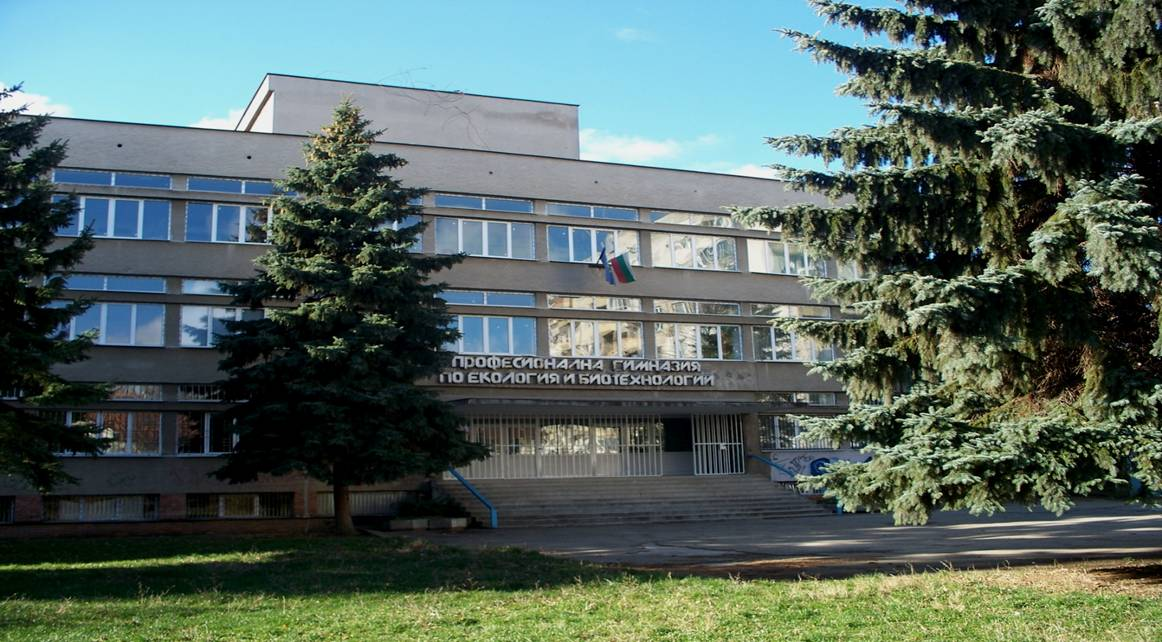 ПРОФЕСИОНАЛНА ГИМНАЗИЯ
ПО ЕКОЛОГИЯ И БИОТЕХНОЛОГИИ